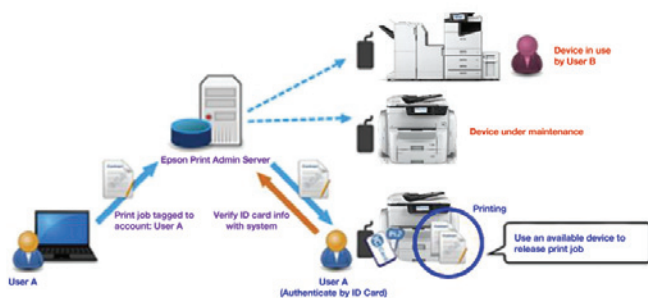 Device in use
by User B
Device under maintenance
Epson Print Admin Server
Print job tagged to
account: User A
Verify ID card info
with system
Printing
Use an available device to
release print job
User A
User A
(Authenticate by ID Card)